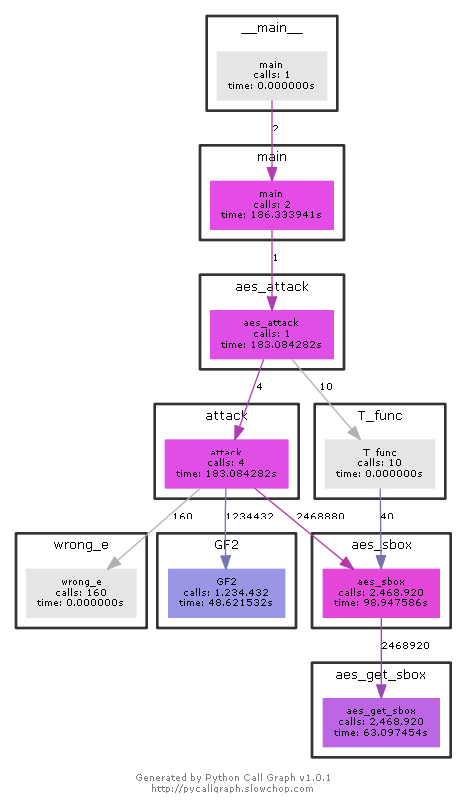 __main__
main
calls: 1
time: 0.000000s
2
main
main
calls: 2
time: 186.333941s
1
aes_attack
aes_attack
calls: 1
time: 183.084282s
4
10
attack
T_func
attack
calls: 4
time: 183.084282s
T_func
calls: 10
time: 0.000000s
160
1234432
2468880
40
wrong_e
GF2
aes_sbox
wrong_e
calls: 160
time: 0.000000s
GF2
calls: 1,234,432
time: 48.621532s
aes_sbox
calls: 2,468,920
time: 98.947586s
2468920
aes_get_sbox
aes_get_sbox
calls: 2,468,920
time: 63.097454s
Generated by Python Call Graph v1.0.1
http://pycallgraph.slowchop.com